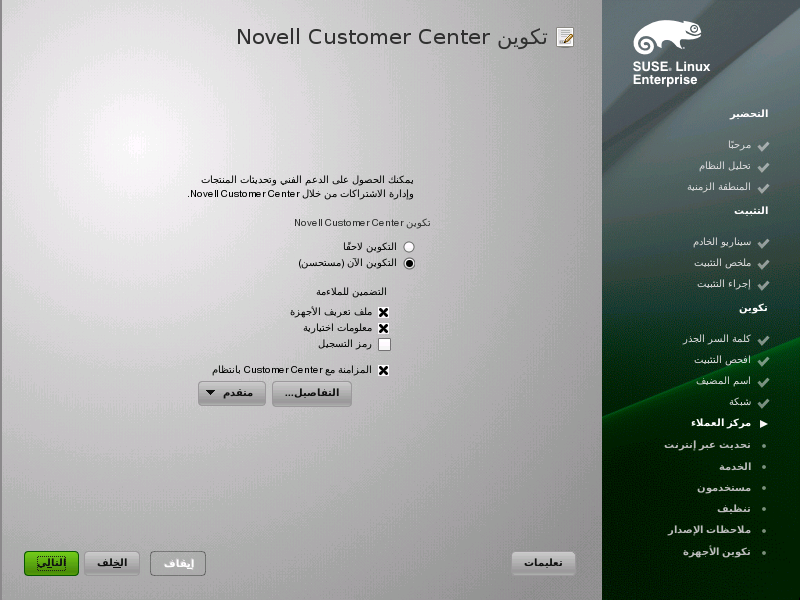 SUSE. Linux
Enterprise
التحضير
مرحبًا
تحليل النظام
المنطقة الزمنية
التثبيت
سيناريو الخادم
ملخص التثبيت
إجراء التثبيت
تكوين
كلمة السر الجذر
افحص التثبيت
اسم المضيف
شبكة
مركز العملاء
تحديث عبر إنترنت
الخدمة
مستخدمون
تنظيف
ملاحظات الإصدار
تكوين الأجهزة
تكوين Novell Customer Center
يمكنك الحصول على الدعم الفني وتحديثات المنتجات
وإدارة الاشتراكات من خلال Novell Customer Center.
تكوين Novell Customer Center
التكوين لاحقًا
التكوين الآن (مستحسن)
التضمين للملاءمة
ملف تعريف الأجهزة
معلومات اختيارية
رمز التسجيل
المزامنة مع Customer Center بانتظام
التفاصيل...
متقدم
تعليمات
إيقاف
الخلف
التالي